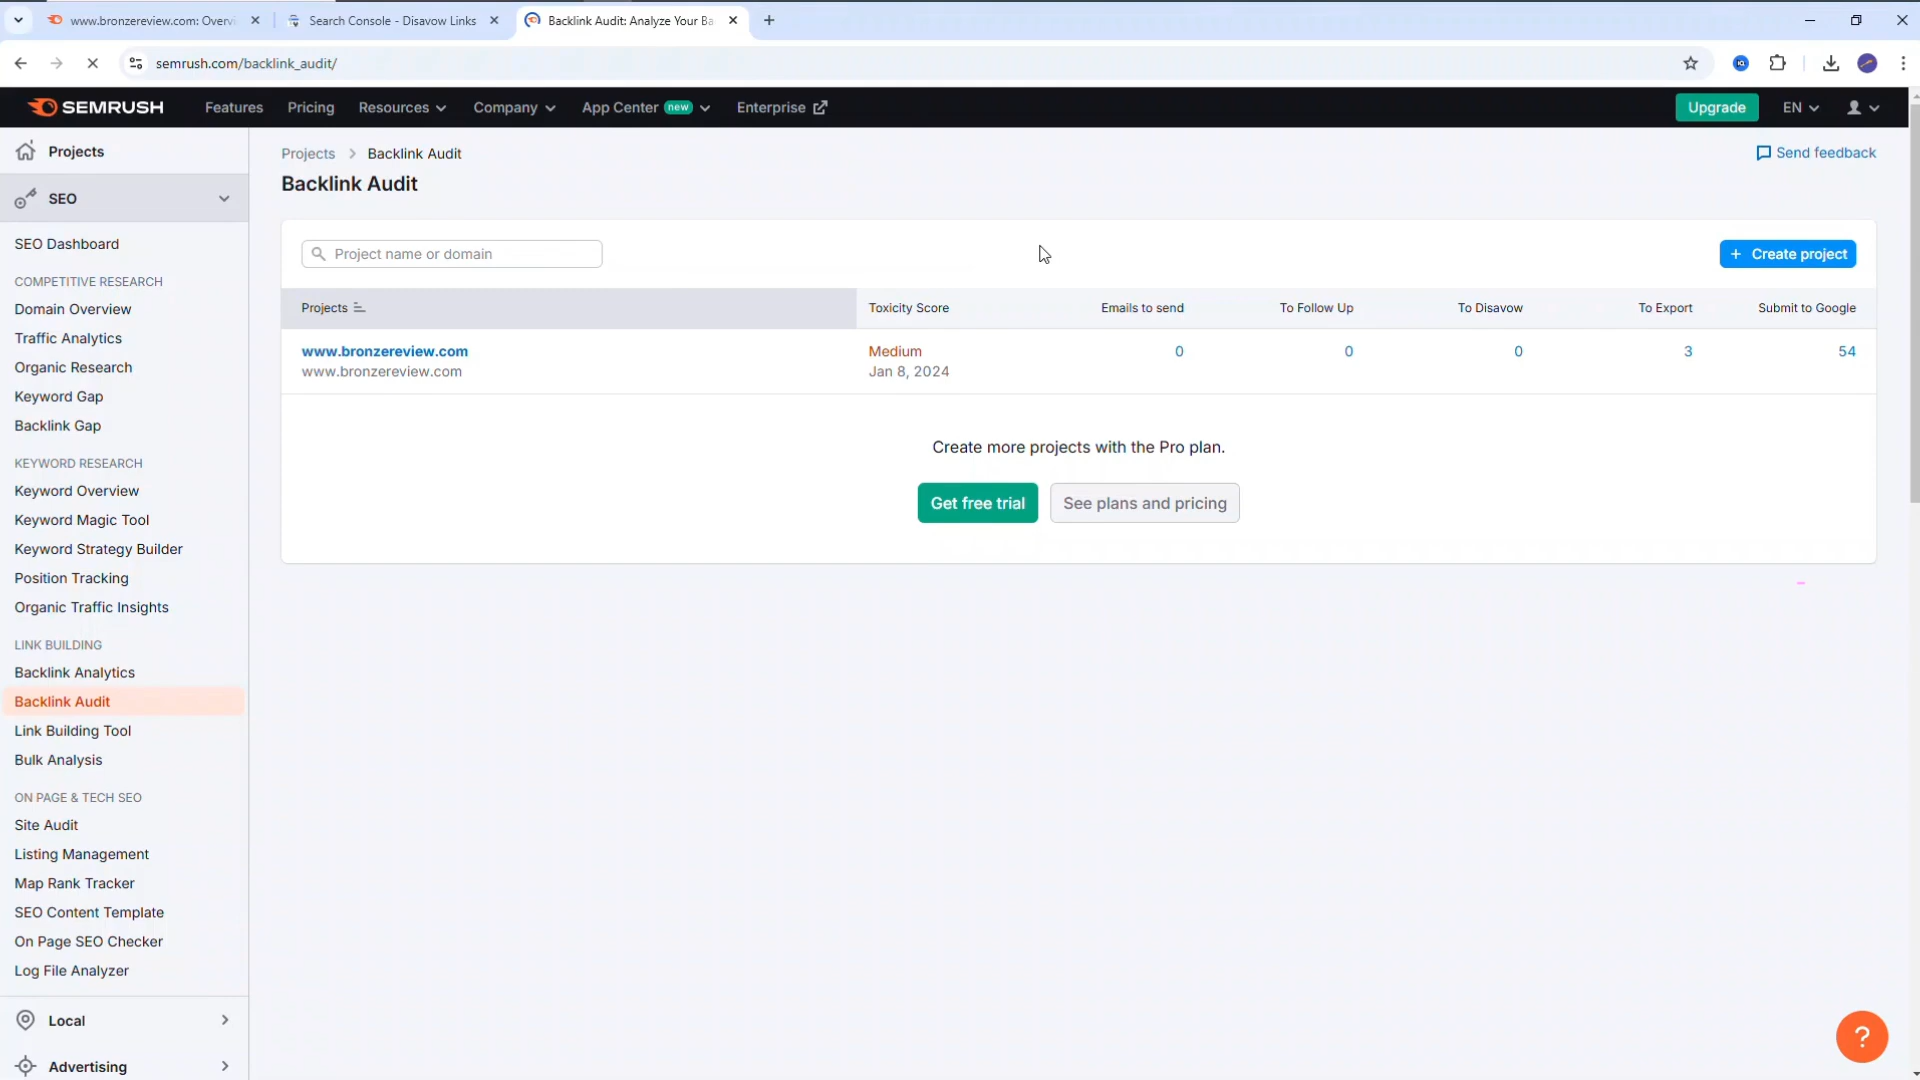 www.bronzereview.com: Overvi
Search Console - Disavow Links
Backlink Audit: Analyze Your Ba
semrush.com/backlink_audit/
SEMRUSH
Features
Pricing
Resources
Company
App Center new
Enterprise
Upgrade
EN
Projects
SEO
SEO Dashboard
COMPETITIVE RESEARCH
Domain Overview
Traffic Analytics
Organic Research
Keyword Gap
Backlink Gap
KEYWORD RESEARCH
Keyword Overview
Keyword Magic Tool
Keyword Strategy Builder
Position Tracking
Organic Traffic Insights
LINK BUILDING
Backlink Analytics
Backlink Audit
Link Building Tool
Bulk Analysis
ON PAGE & TECH SEO
Site Audit
Listing Management
Map Rank Tracker
SEO Content Template
On Page SEO Checker
Log File Analyzer
Local
Advertising
Projects > Backlink Audit
Send feedback
Backlink Audit
Project name or domain
+ Create project
Projects
Toxicity Score
Emails to send
To Follow Up
To Disavow
To Export
Submit to Google
www.bronzereview.com
www.bronzereview.com
Medium
Jan 8, 2024
0
0
0
3
54
Create more projects with the Pro plan.
Get free trial
See plans and pricing
?